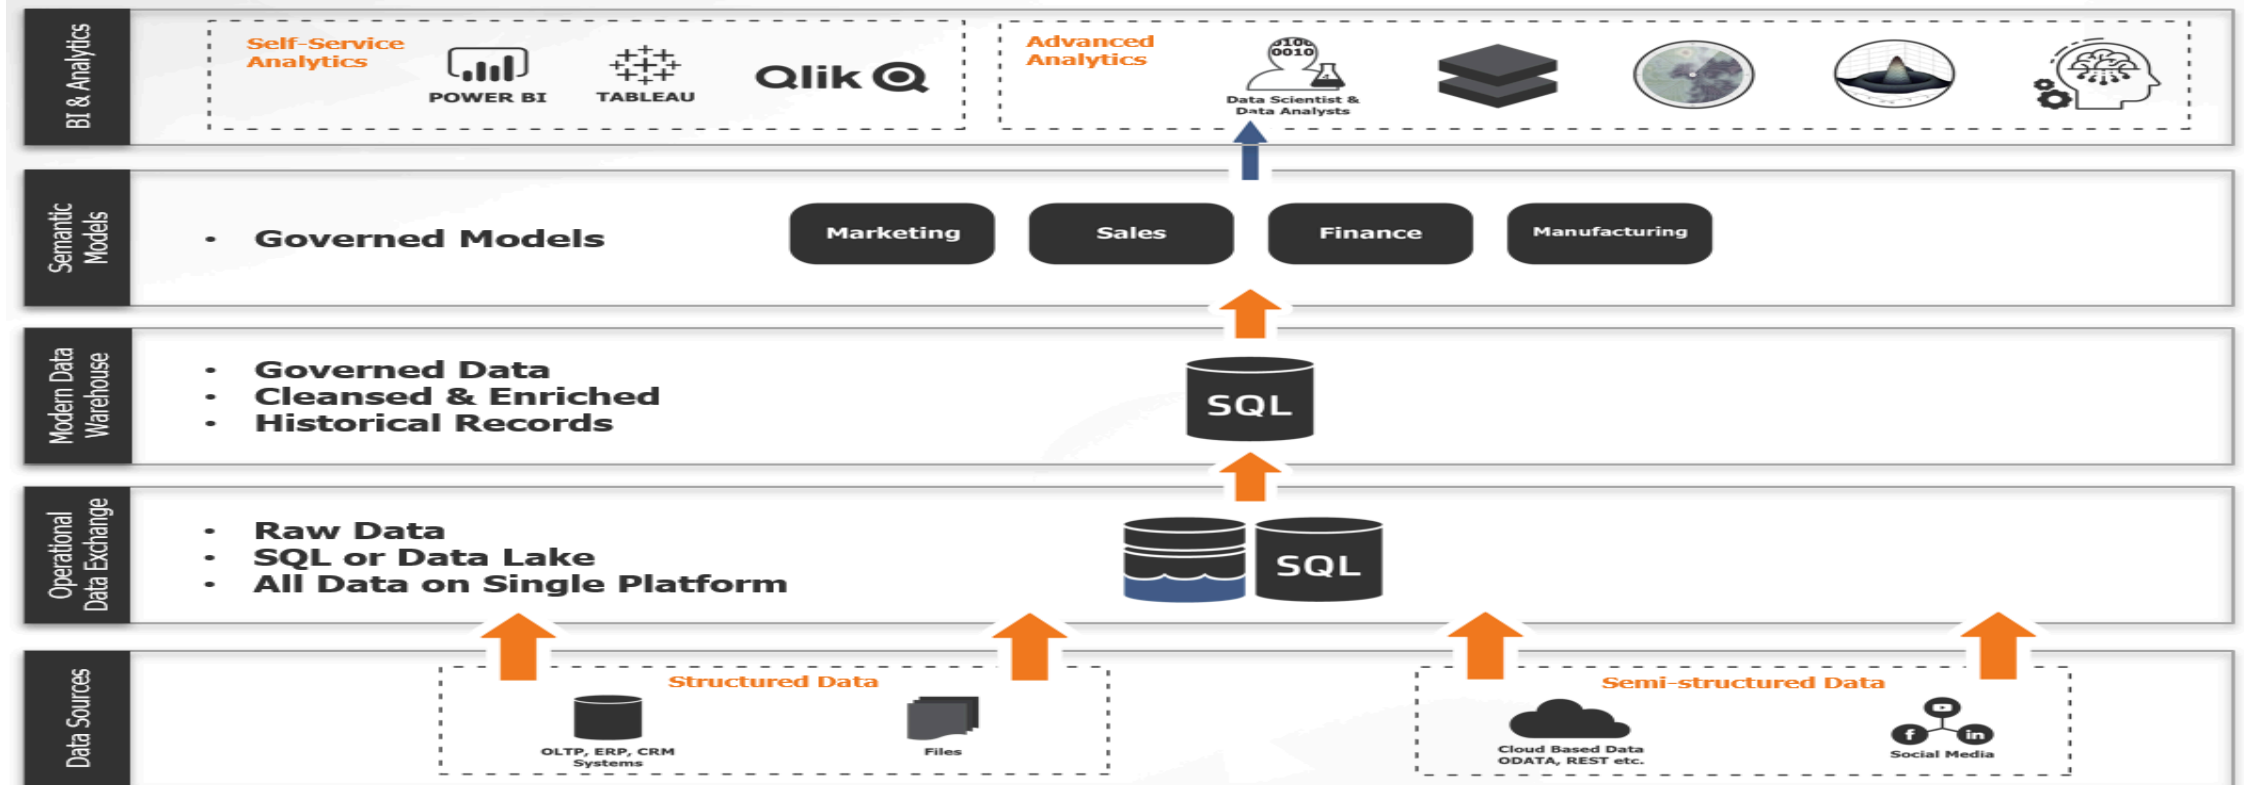 BI & Analytics
Self-Service
Analytics
POWER BI
TABLEAU
Qlik
Advanced
Analytics
0100
0010
Data Scientist &
Data Analysts
Semantic
Models
• Governed Models
Marketing
Sales
Finance
Manufacturing
Modern Data
Warehouse
• Governed Data
• Cleansed & Enriched
• Historical Records
SQL
Operational
Data Exchange
• Raw Data
• SQL or Data Lake
• All Data on Single Platform
SQL
Data Sources
Structured Data
OLTP, ERP, CRM
Systems
Files
Semi-structured Data
Cloud Based Data
ODATA, REST etc.
f
in
Social Media